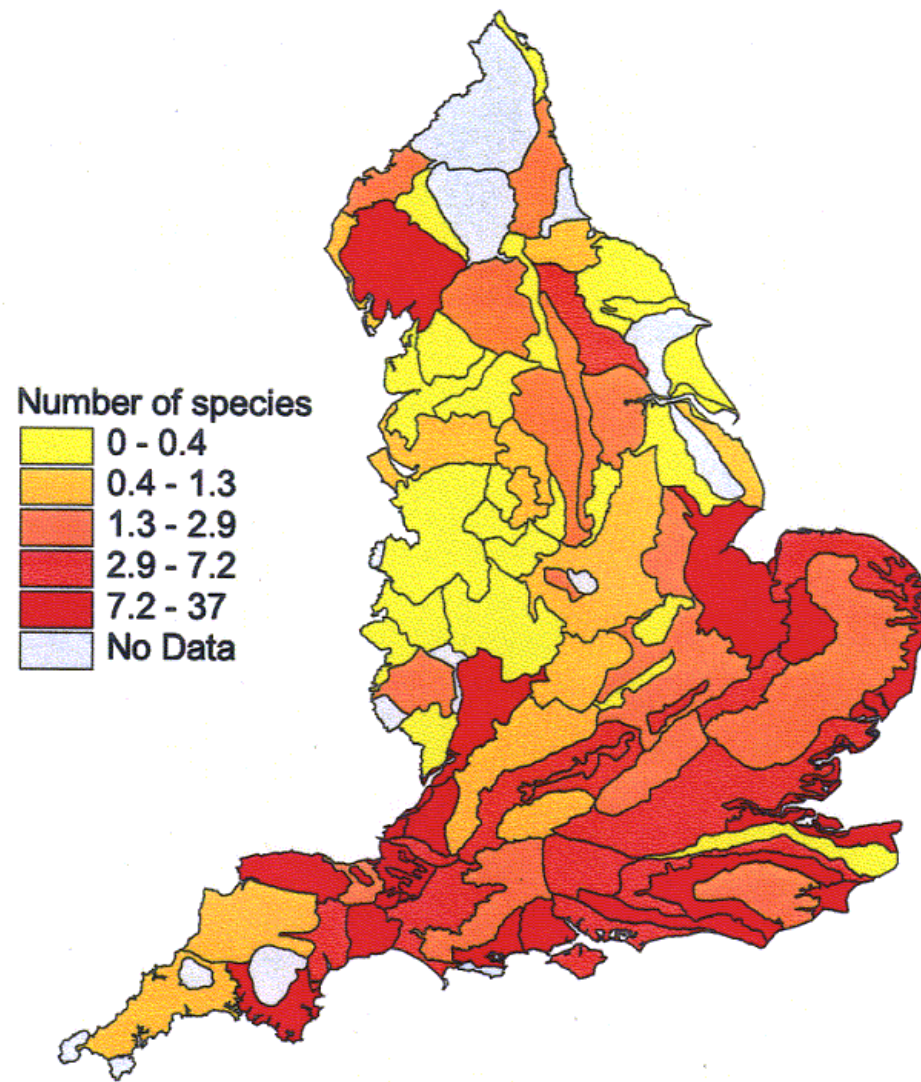 Number of species
0 - 0.4
0.4 - 1.3
1.3 - 2.9
2.9 - 7.2
7.2 - 37
No Data